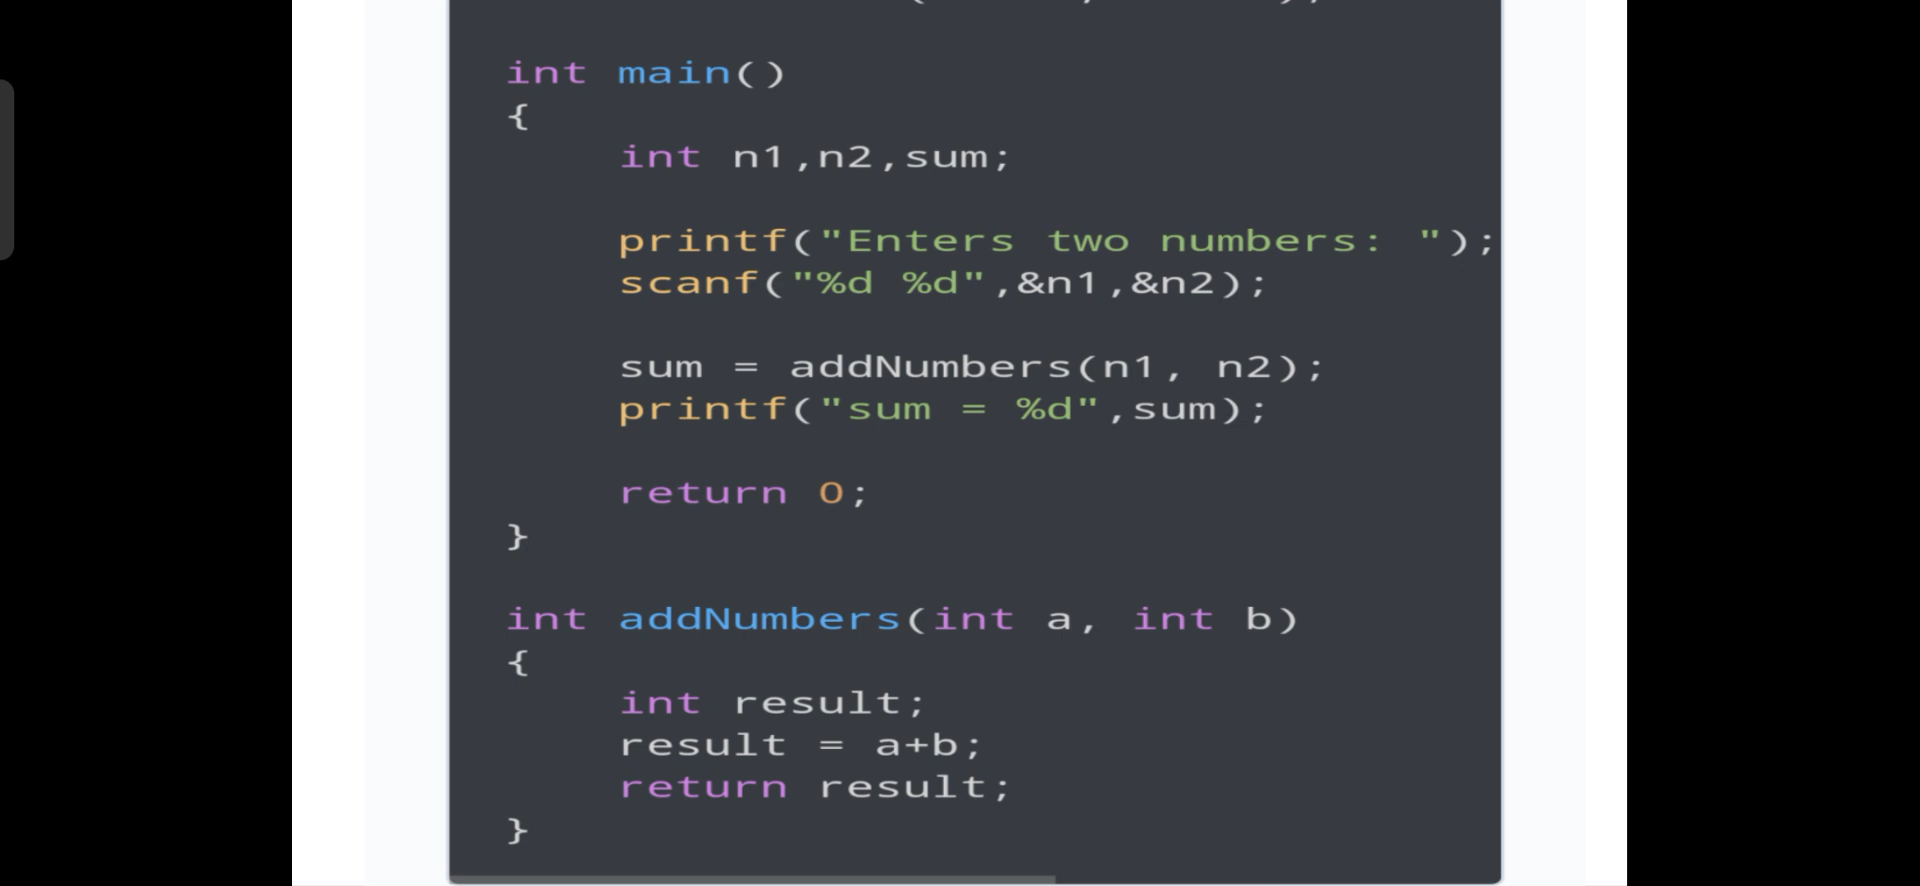 int main()
{
int n1,n2,sum;
printf("Enters two numbers: ");
scanf("%d %d",&n1,&n2);
sum = addNumbers(n1, n2);
printf("sum = %d",sum);
return 0;
}
int addNumbers(int a, int b)
{
int result;
result = a+b;
return result;
}